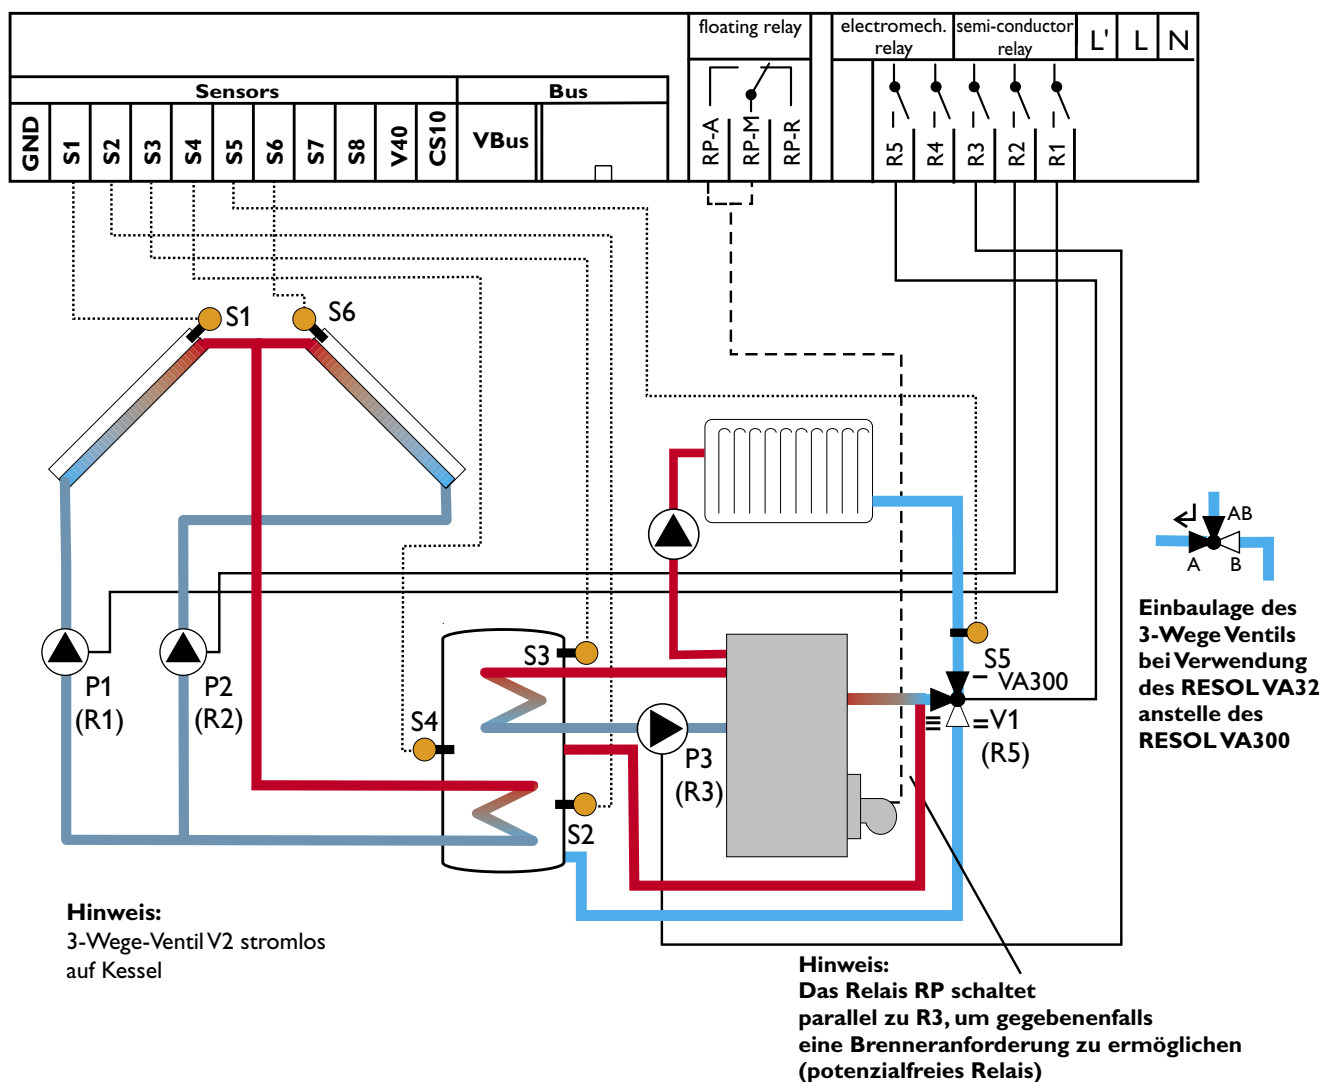 floating relay
electromech. relay
semi-conductor relay
L'
L
N
Sensors
Bus
GND
S1
S2
S3
S4
S5
S6
S7
S8
V40
CS10
VBus
RP-A
RP-M
RP-R
R5
R4
R3
R2
R1
S1
S6
AB
A
B
Einbaulage des
3-Wege Ventils
bei Verwendung
des RESOL VA32
anstelle des
RESOL VA300
S3
S5
VA300
P1
(R1)
P2
(R2)
S4
P3
(R3)
V1
(R5)
S2
Hinweis:
3-Wege-Ventil V2 stromlos
auf Kessel
Hinweis:
Das Relais RP schaltet
parallel zu R3, um gegebenenfalls
eine Brenneranforderung zu ermöglichen
(potenzialfreies Relais)